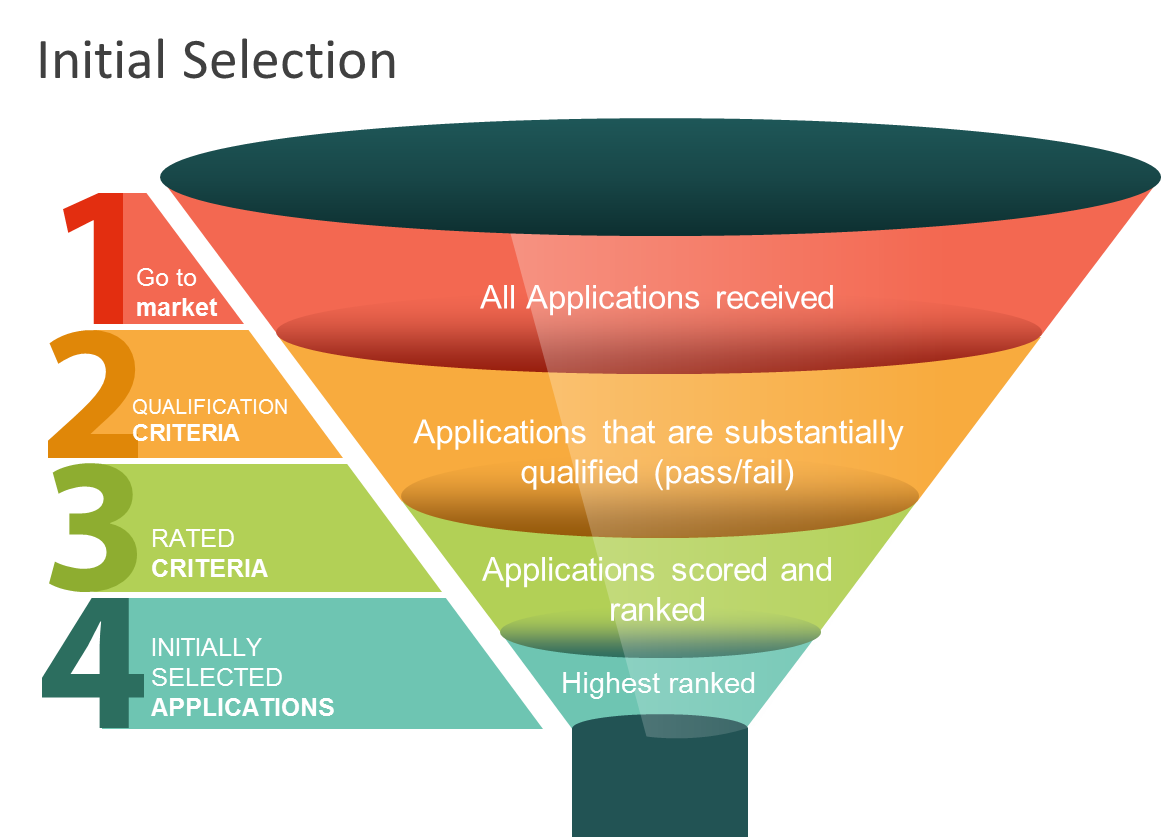 Initial Selection
1
Go to
market
All Applications received
2
QUALIFICATION
CRITERIA
Applications that are substantially
qualified (pass/fail)
3
RATED
CRITERIA
Applications scored and
ranked
4
INITIALLY
SELECTED
APPLICATIONS
Highest ranked